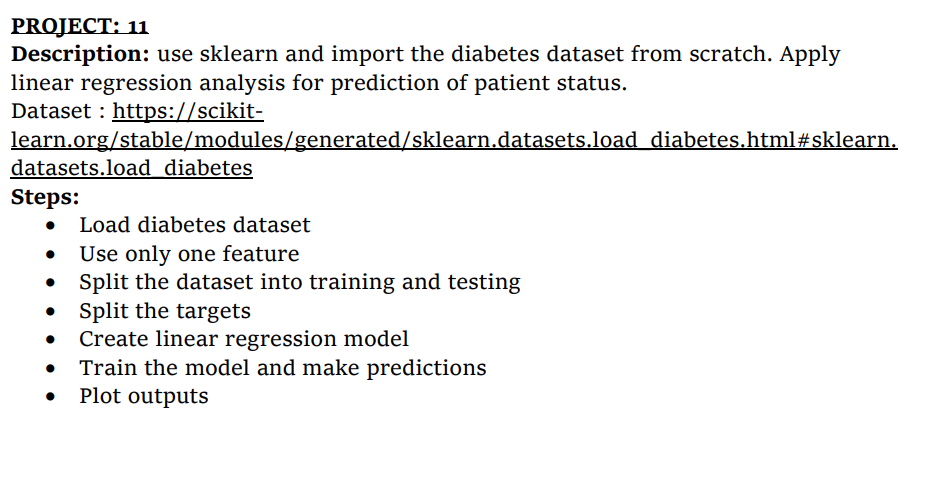 PROJECT: 11
Description: use sklearn and import the diabetes dataset from scratch. Apply
linear regression analysis for prediction of patient status.
Dataset : https://scikit-
learn.org/stable/modules/generated/sklearn.datasets.load_diabetes.html#sklearn.
datasets.load_diabetes
Steps:
• Load diabetes dataset
• Use only one feature
• Split the dataset into training and testing
• Split the targets
• Create linear regression model
• Train the model and make predictions
• Plot outputs